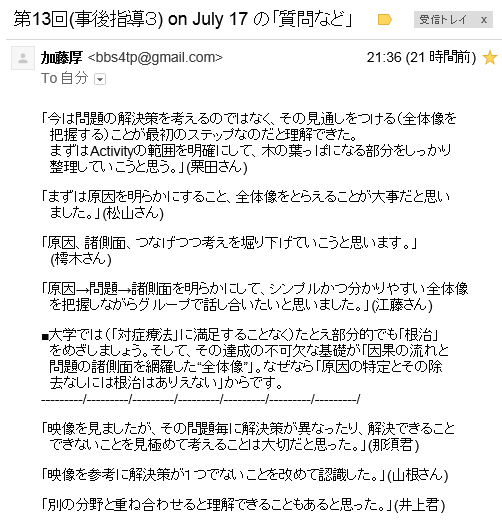 第13回(事後指導３) on July 17 の「質問など」
受信トレイ x
加藤厚 <bbs4tp@gmail.com>
21:36 (21 時間前)
To 自分
「今は問題の解決策を考えるのではなく、その見通しをつける（全体像を
把握する）ことが最初のステップなのだと理解できた。
まずはActivityの範囲を明確にして、木の葉っぱになる部分をしっかり
整理していこうと思う。」（栗田さん）
「まずは原因を明らかにすること、全体像をとらえることが大事だと思い
ました。」（松山さん）
「原因、諸側面、つなげつつ考えを堀り下げていこうと思います。」
（樗木さん）
「原因→問題→諸側面を明らかにして、シンプルかつ分かりやすい全体像
を把握しながらグループで話し合いたいと思いました。」（江藤さん）
■大学では（「対症療法」に満足することなく）たとえ部分的でも「根治」
をめざしましょう。そして、その達成の不可欠な基礎が「因果の流れと
問題の諸側面を網羅した“全体像”」。なぜなら「原因の特定とその除
去なしには根治はありえない」からです。
---------/---------/---------/---------/---------/---------/---------/
「映像を見ましたが、その問題毎に解決策が異なったり、解決できること
できないことを見極めて考えることは大切だと思った。」（那須君）
「映像を参考に解決策が１つでないことを改めて認識した。」（山根さん）
「別の分野と重ね合わせると理解できることもあると思った。」（井上君）